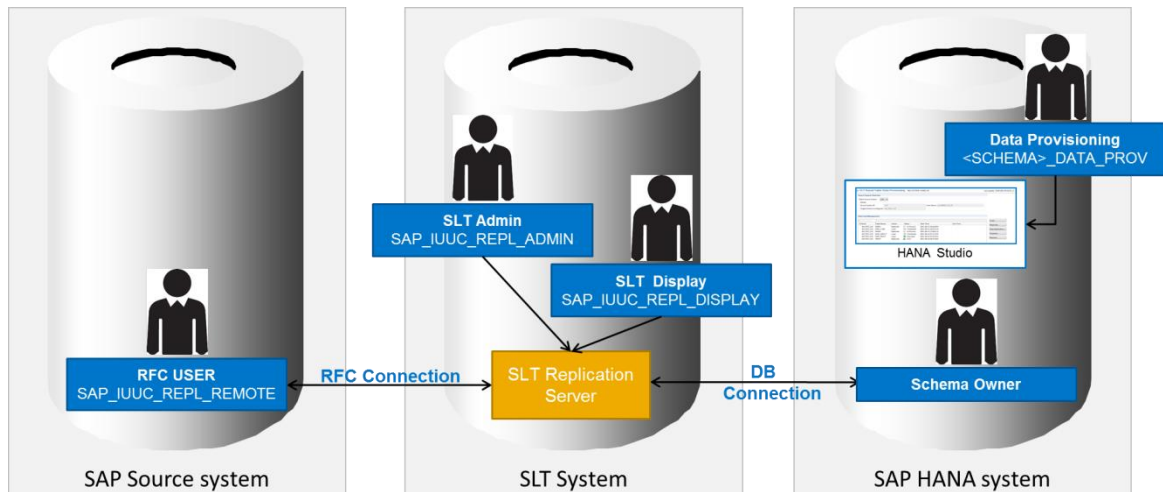 Data Provisioning
<SCHEMA>_DATA_PROV
HANA Studio
SLT Admin
SAP_IUUC_REPL_ADMIN
SLT Display
SAP_IUUC_REPL_DISPLAY
RFC USER
SAP_IUUC_REPL_REMOTE
RFC Connection
SLT Replication
Server
DB
Connection
Schema Owner
SAP Source system
SLT System
SAP HANA system